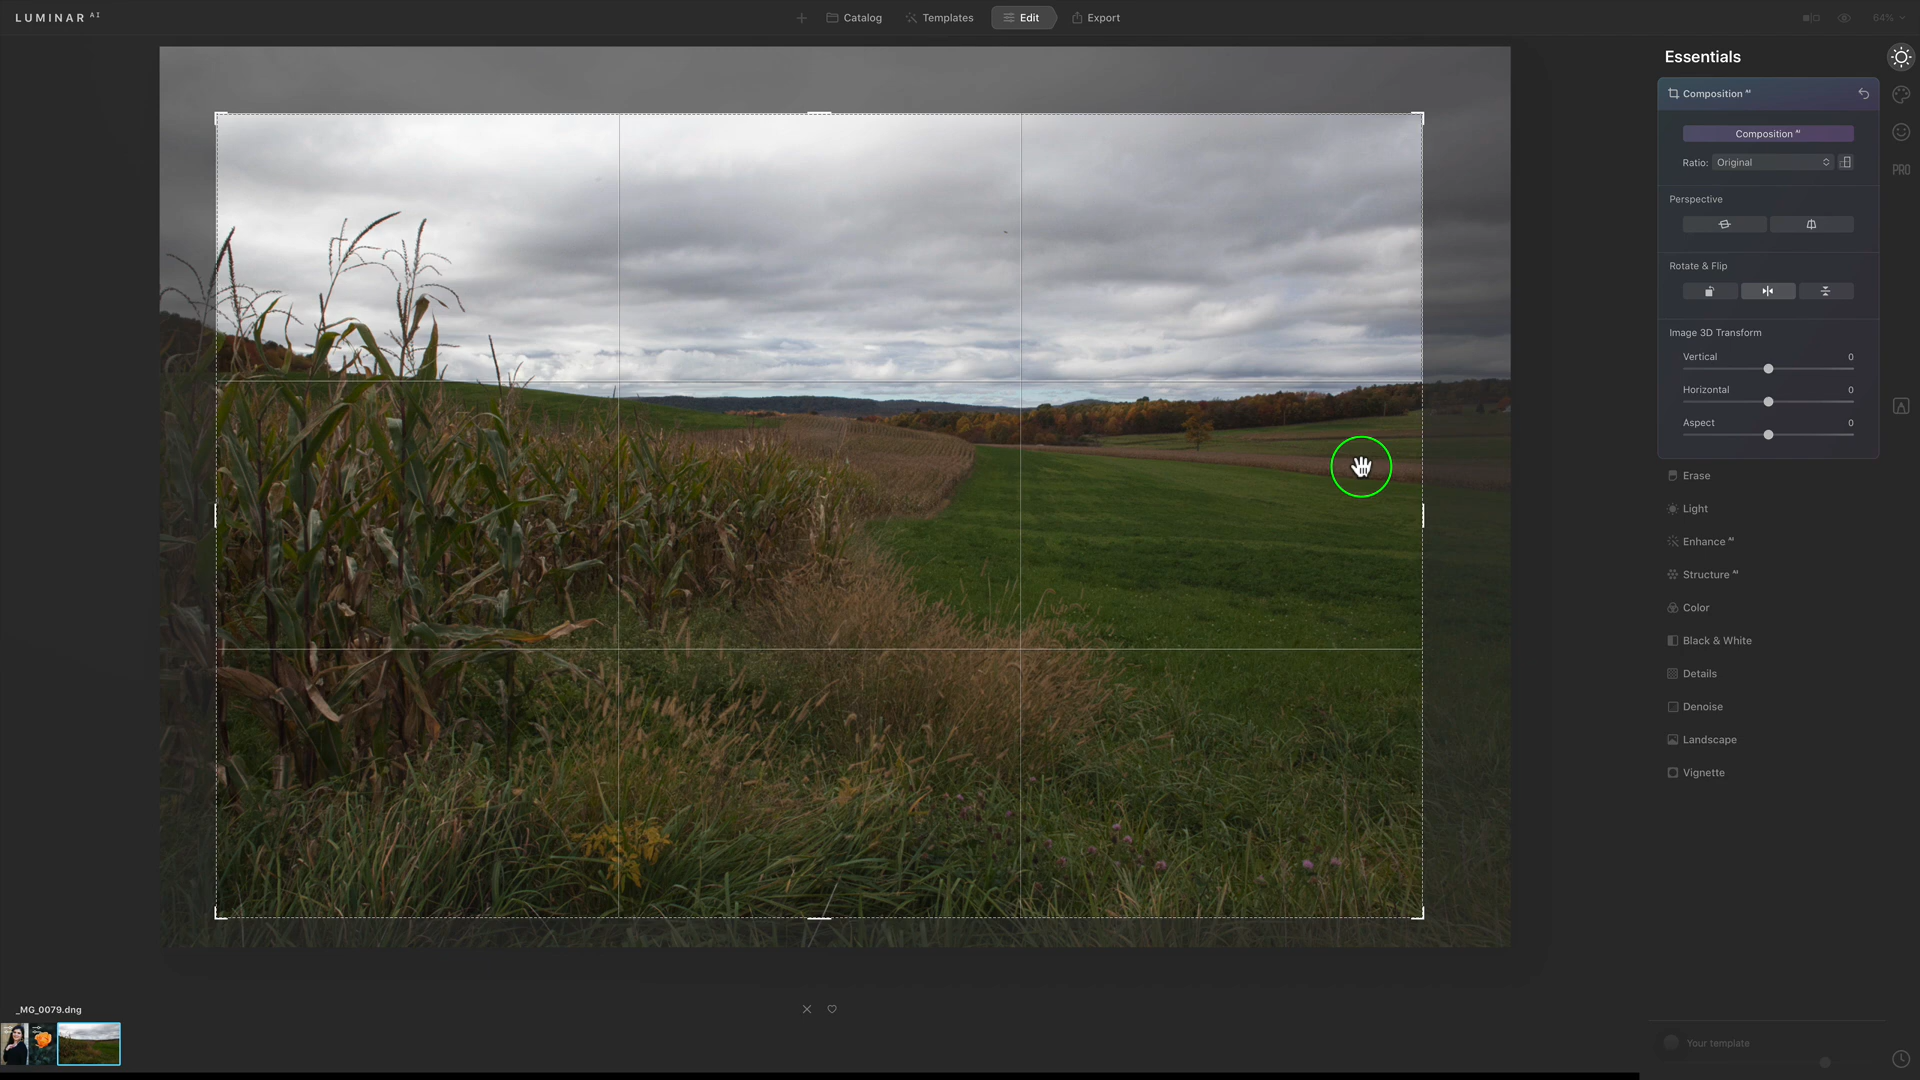 LUMINAR AI
Catalog
Templates
Edit
Export
64%
Essentials
Composition AI
Composition AI
Ratio: Original
Perspective
Rotate & Flip
Image 3D Transform
Vertical 0
Horizontal 0
Aspect 0
PRO
Erase
Light
Enhance AI
Structure AI
Color
Black & White
Details
Denoise
Landscape
Vignette
_MG_0079.dng
Your template